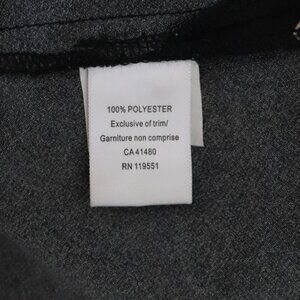 100% POLYESTER
Exclusive of trim/
Garniture non comprise
CA 41480
RN 119551